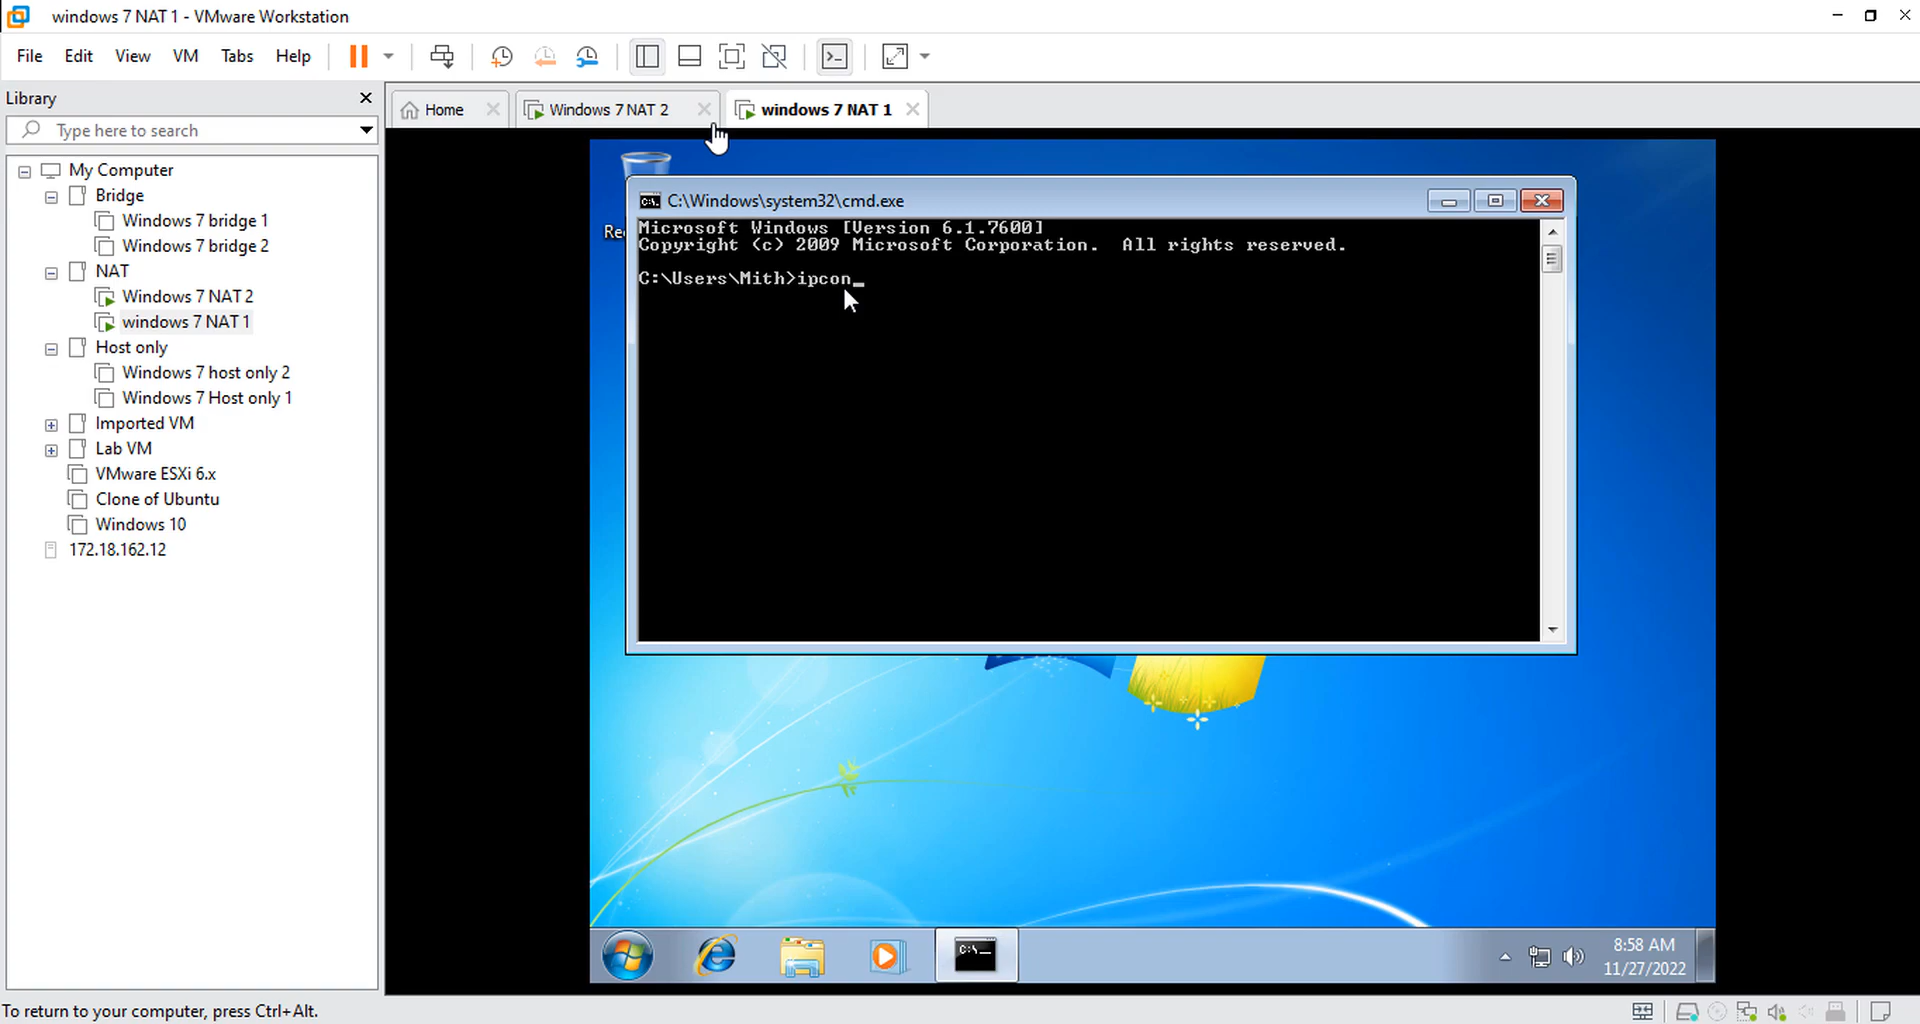 windows 7 NAT 1 - VMware Workstation
File Edit View VM Tabs Help
Library
Type here to search
My Computer
Bridge
Windows 7 bridge 1
Windows 7 bridge 2
NAT
Windows 7 NAT 2
windows 7 NAT 1
Host only
Windows 7 host only 2
Windows 7 Host only 1
Imported VM
Lab VM
VMware ESXi 6.x
Clone of Ubuntu
Windows 10
172.18.162.12
Home
Windows 7 NAT 2
windows 7 NAT 1
C:\Windows\system32\cmd.exe
Microsoft Windows [Version 6.1.7600]
Copyright (c) 2009 Microsoft Corporation. All rights reserved.
C:\Users\Mith>ipcon_
8:58 AM
11/27/2022
To return to your computer, press Ctrl+Alt.